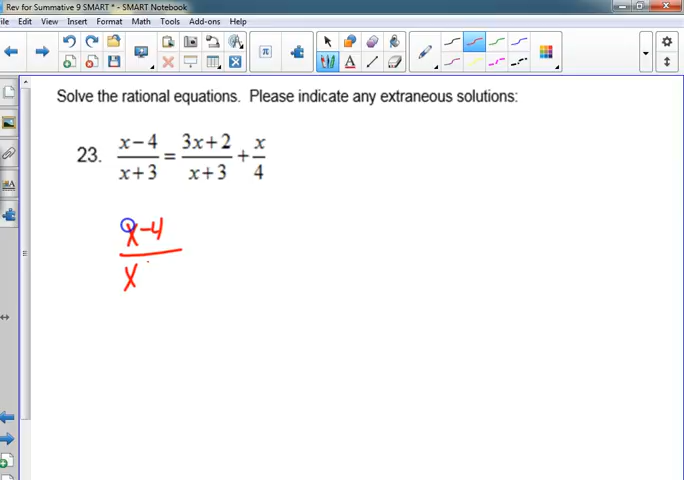 Rev for Summative 9 SMART * - SMART Notebook
File Edit View Insert Format Math Tools Add-ons Help
Solve the rational equations. Please indicate any extraneous solutions:
23. x−4/x+3 = 3x+2/x+3 + x/4
x-4
x